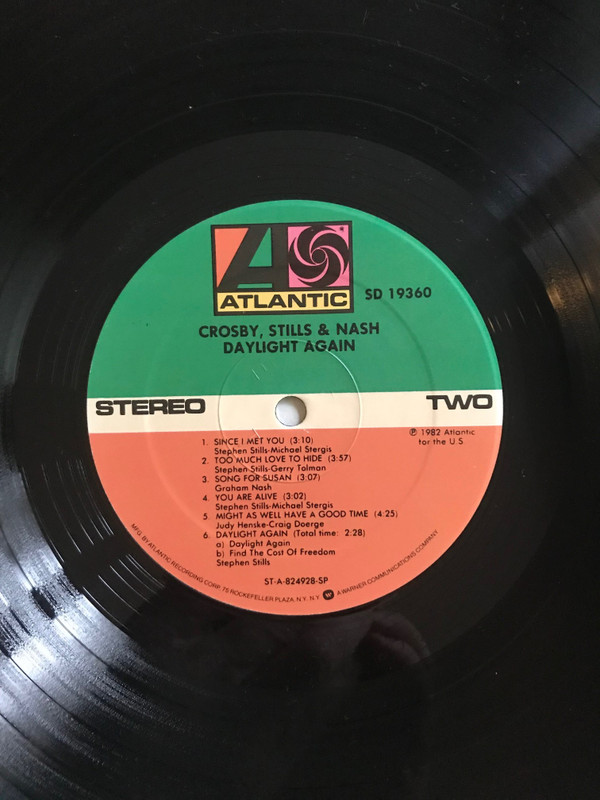 ATLANTIC
SD 19360
CROSBY, STILLS & NASH
DAYLIGHT AGAIN
STEREO
TWO
℗ 1982 Atlantic
for the U.S.
1. SINCE I MET YOU (3:10)
Stephen Stills-Michael Stergis
2. TOO MUCH LOVE TO HIDE (3:57)
Stephen Stills-Gerry Tolman
3. SONG FOR SUSAN (3:07)
Graham Nash
4. YOU ARE ALIVE (3:02)
Stephen Stills-Michael Stergis
5. MIGHT AS WELL HAVE A GOOD TIME (4:25)
Judy Henske-Craig Doerge
6. DAYLIGHT AGAIN (Total time: 2:28)
a) Daylight Again
b) Find The Cost Of Freedom
Stephen Stills
ST-A-824928-SP
MFG. BY ATLANTIC RECORDING CORP. 75 ROCKEFELLER PLAZA, N.Y. N.Y. W A WARNER COMMUNICATIONS COMPANY